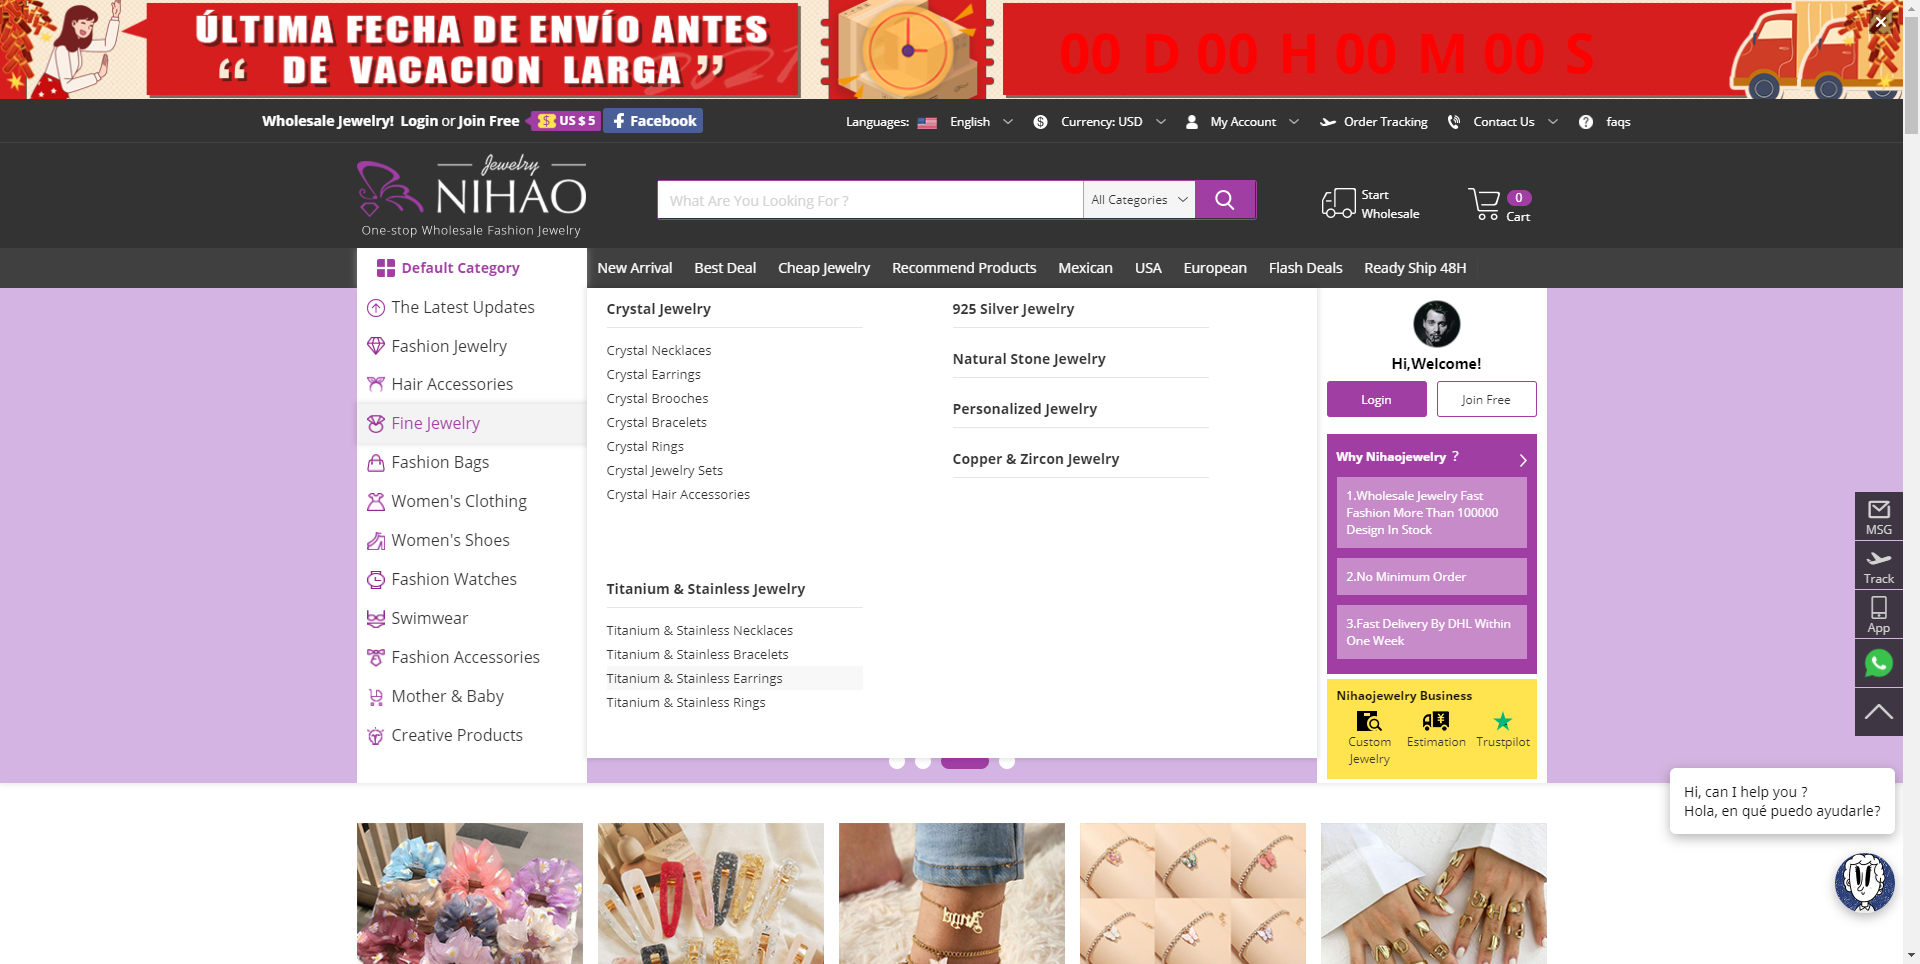 ÚLTIMA FECHA DE ENVÍO ANTES
“ DE VACACION LARGA ”
00 D 00 H 00 M 00 S
Wholesale Jewelry! Login or Join Free $ US $ 5 Facebook
Languages: English Currency: USD My Account Order Tracking Contact Us faqs
Jewelry
NIHAO
One-stop Wholesale Fashion Jewelry
What Are You Looking For ?
All Categories
Start
Wholesale
0
Cart
Default Category
New Arrival Best Deal Cheap Jewelry Recommend Products Mexican USA European Flash Deals Ready Ship 48H
The Latest Updates
Fashion Jewelry
Hair Accessories
Fine Jewelry
Fashion Bags
Women's Clothing
Women's Shoes
Fashion Watches
Swimwear
Fashion Accessories
Mother & Baby
Creative Products
Crystal Jewelry
Crystal Necklaces
Crystal Earrings
Crystal Brooches
Crystal Bracelets
Crystal Rings
Crystal Jewelry Sets
Crystal Hair Accessories
Titanium & Stainless Jewelry
Titanium & Stainless Necklaces
Titanium & Stainless Bracelets
Titanium & Stainless Earrings
Titanium & Stainless Rings
925 Silver Jewelry
Natural Stone Jewelry
Personalized Jewelry
Copper & Zircon Jewelry
Hi,Welcome!
Login
Join Free
Why Nihaojewelry ?
1.Wholesale Jewelry Fast
Fashion More Than 100000
Design In Stock
2.No Minimum Order
3.Fast Delivery By DHL Within
One Week
Nihaojewelry Business
Custom
Jewelry
Estimation
Trustpilot
MSG
Track
App
Hi, can I help you ?
Hola, en qué puedo ayudarle?